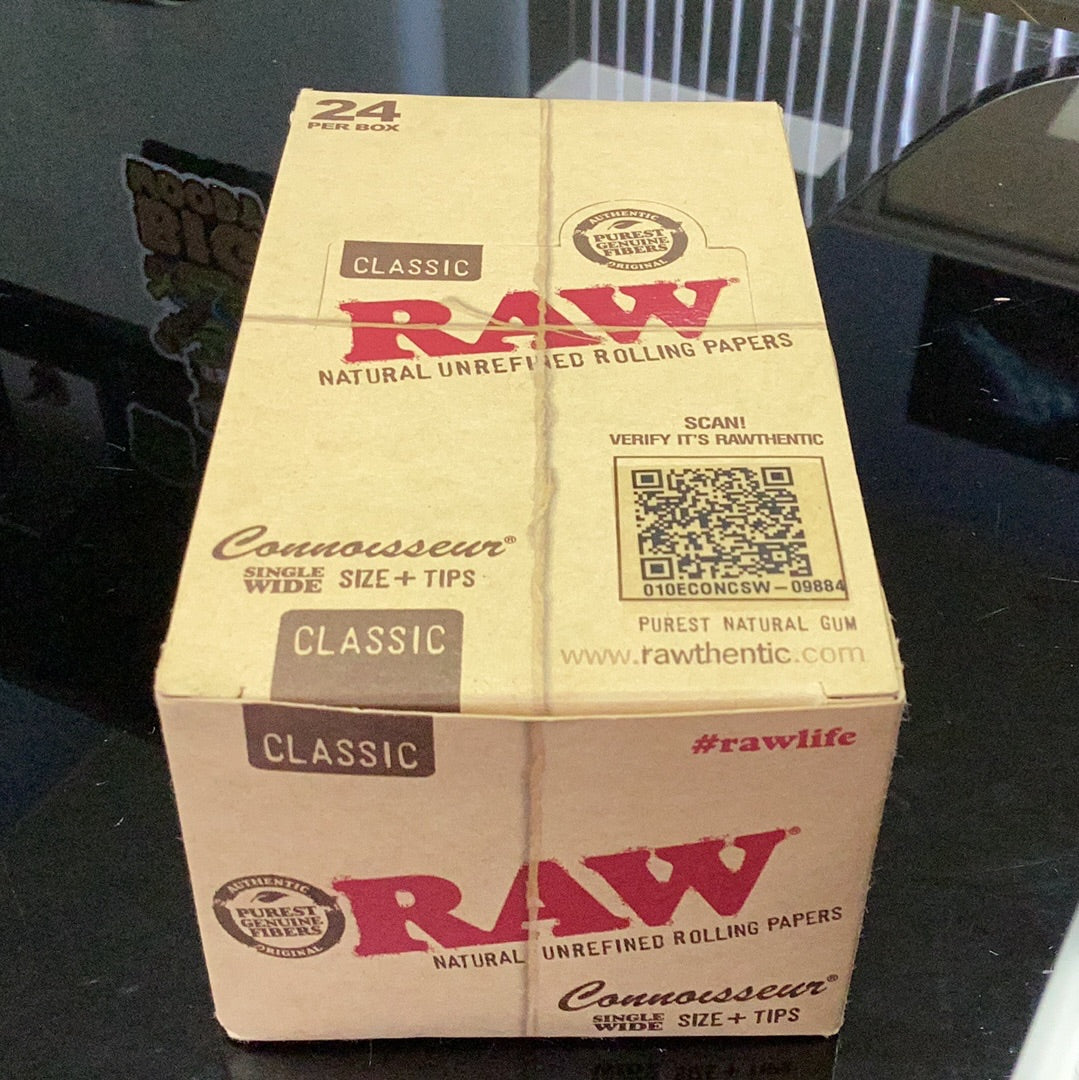 24
PER BOX
AUTHENTIC
PUREST
GENUINE
FIBERS
ORIGINAL
CLASSIC
RAW
NATURAL UNREFINED ROLLING PAPERS
SCAN!
VERIFY IT'S RAWTHENTIC
010ECONCSW-09884
Connoisseur®
SINGLE WIDE SIZE + TIPS
PUREST NATURAL GUM
www.rawthentic.com
CLASSIC
CLASSIC
#rawlife
RAW®
AUTHENTIC
PUREST
GENUINE
FIBERS
ORIGINAL
NATURAL UNREFINED ROLLING PAPERS
Connoisseur®
SINGLE WIDE SIZE + TIPS